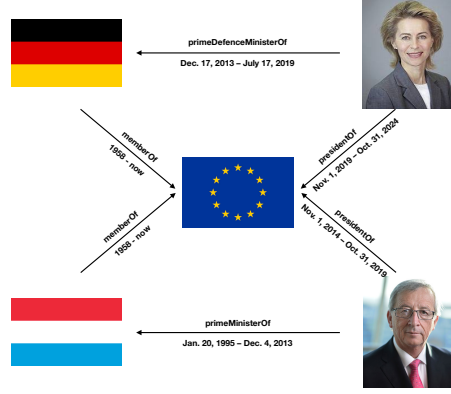 primeDefenceMinisterOf
Dec. 17, 2013 – July 17, 2019
memberOf
1958 - now
presidentOf
Nov. 1, 2019 – Oct. 31, 2024
memberOf
1958 - now
presidentOf
Nov. 1, 2014 – Oct. 31, 2019
primeMinisterOf
Jan. 20, 1995 – Dec. 4, 2013